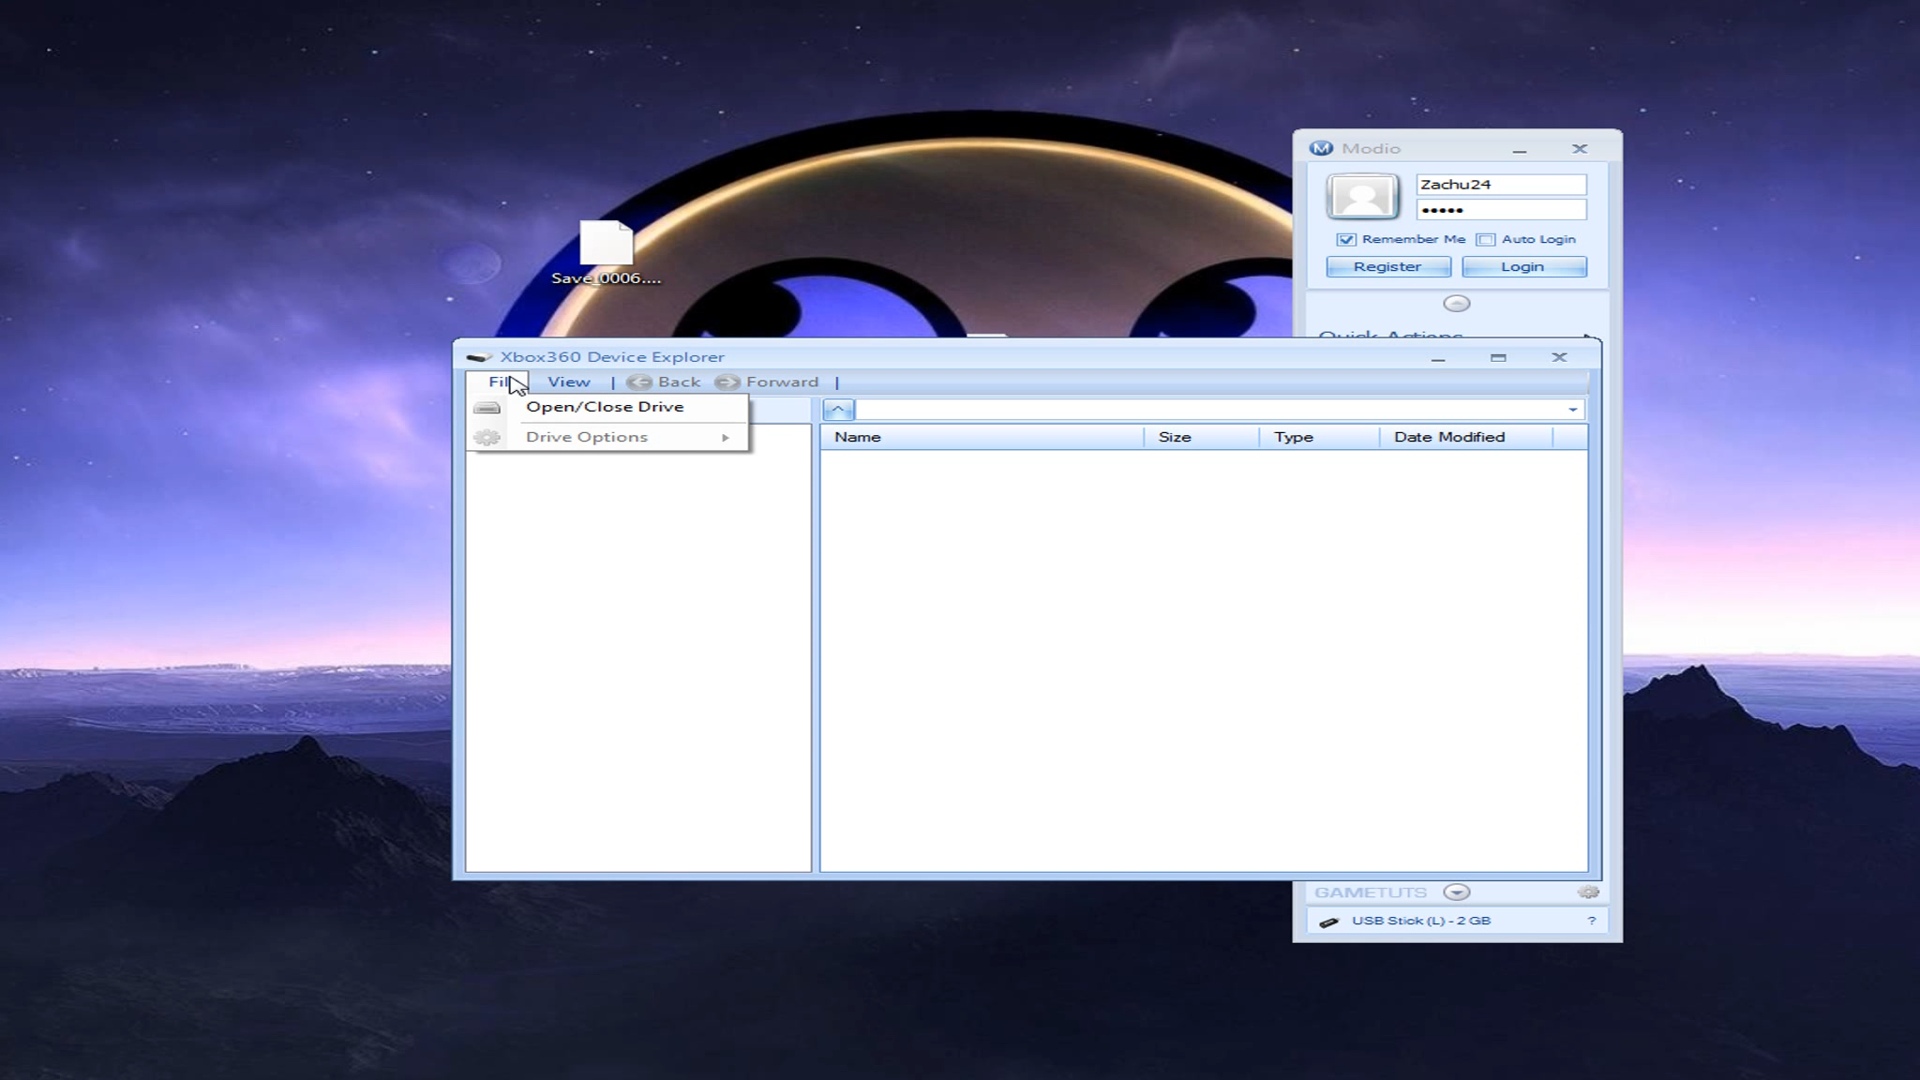 Modio
Zachu24
Remember Me
Auto Login
Register
Login
Save_0006....
Quick Actions
Xbox360 Device Explorer
View | Back Forward |
Open/Close Drive
Drive Options
Name Size Type Date Modified
GAMETUTS
USB Stick (L) - 2 GB ?